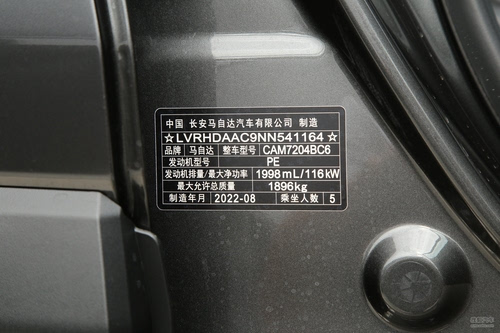 中国 长安马自达汽车有限公司 制造
☆LVRHDAAC9NN541164☆
品牌 马自达 整车型号 CAM7204BC6
发动机型号 PE
发动机排量/最大净功率 1998mL/116kW
最大允许总质量 1896kg
制造年月 2022-08 乘坐人数 5